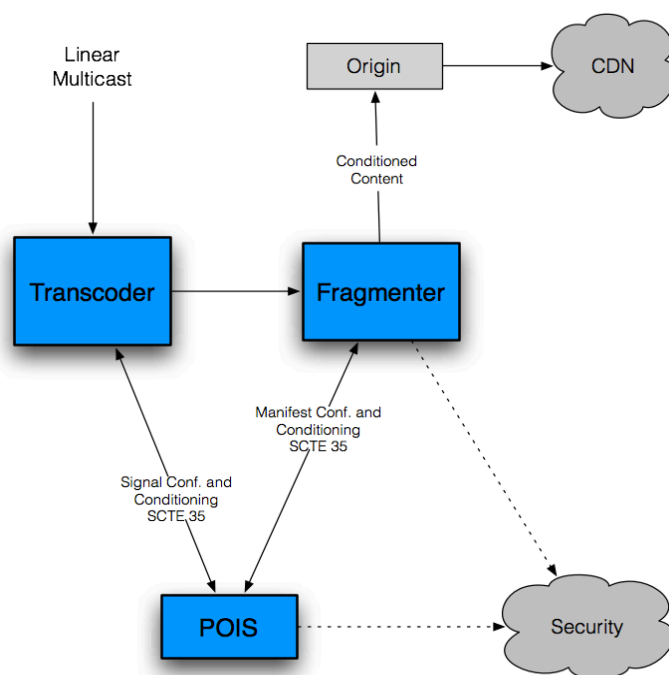 Linear
Multicast
Origin
CDN
Conditioned
Content
Transcoder
Fragmenter
Manifest Conf. and
Conditioning
SCTE 35
Signal Conf. and
Conditioning
SCTE 35
POIS
Security